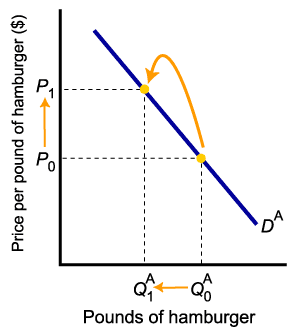 Price per pound of hamburger ($)
P₁
P₀
Dᴬ
Q₁ᴬ Q₀ᴬ
Pounds of hamburger